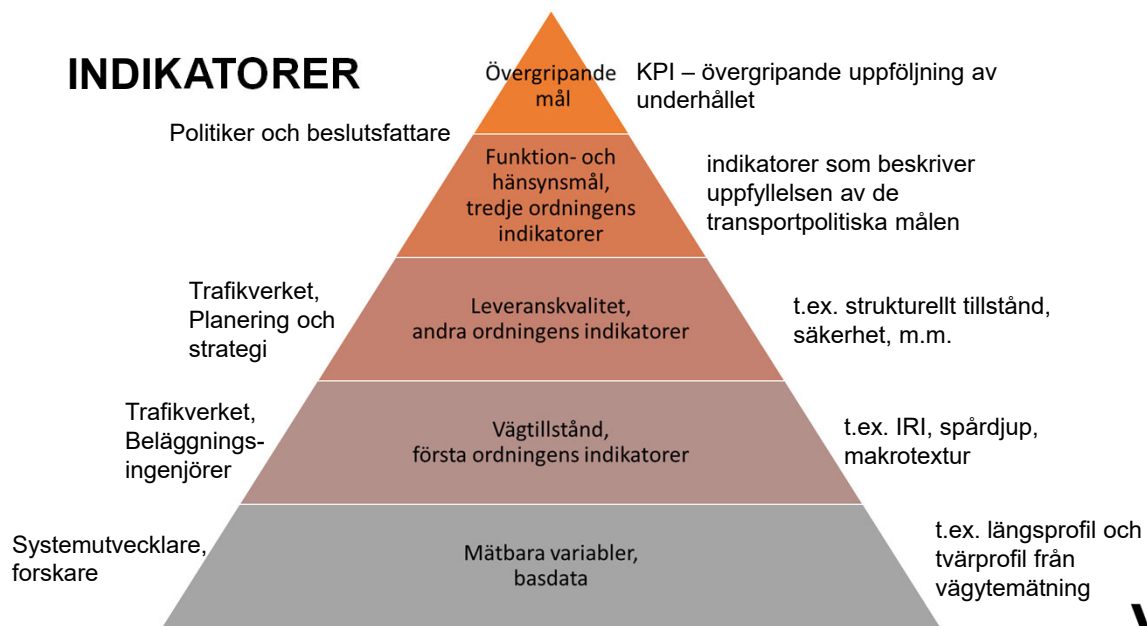 INDIKATORER
Övergripande
mål
KPI – övergripande uppföljning av
underhållet
Politiker och beslutsfattare
Funktion- och
hänsynsmål,
tredje ordningens
indikatorer
indikatorer som beskriver
uppfyllelsen av de
transportpolitiska målen
Trafikverket,
Planering och
strategi
Leveranskvalitet,
andra ordningens indikatorer
t.ex. strukturellt tillstånd,
säkerhet, m.m.
Trafikverket,
Beläggnings-
ingenjörer
Vägtillstånd,
första ordningens indikatorer
t.ex. IRI, spårdjup,
makrotextur
Systemutvecklare,
forskare
Mätbara variabler,
basdata
t.ex. längsprofil och
tvärprofil från
vägytemätning